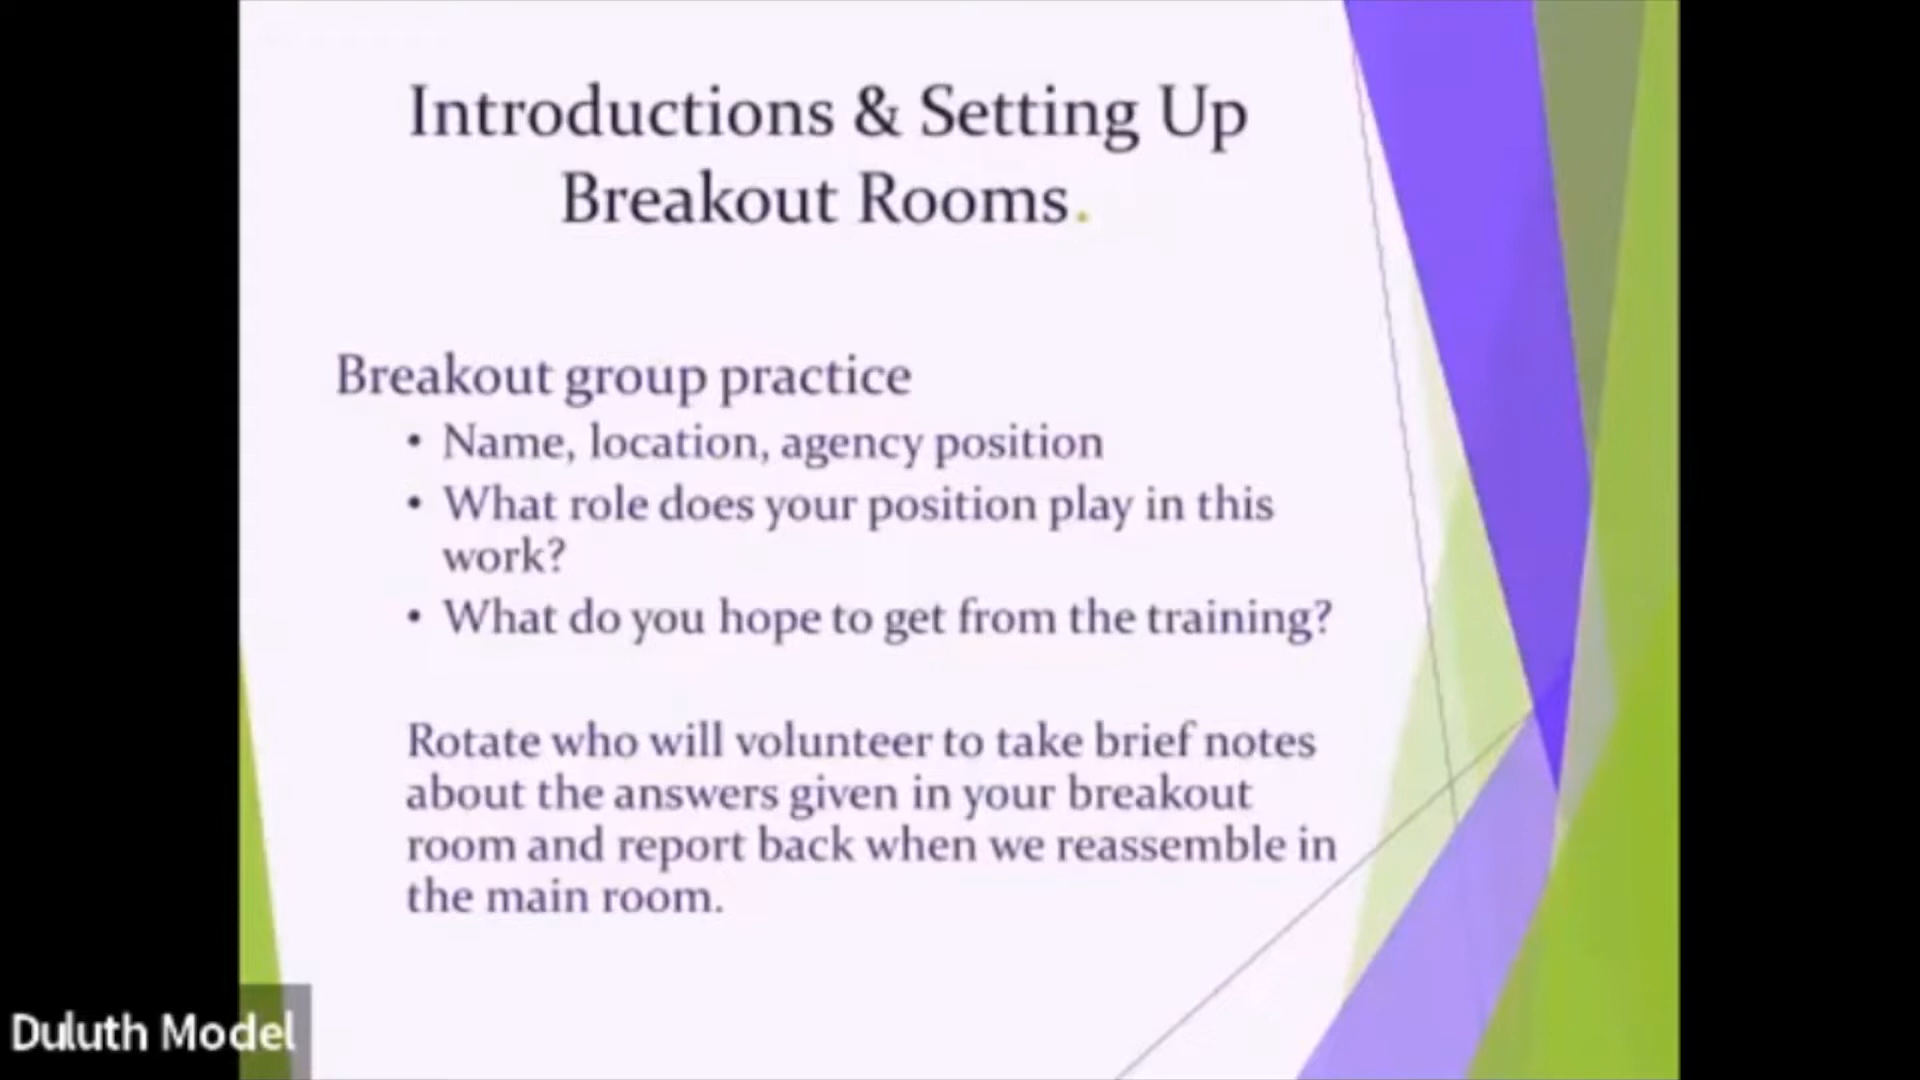 Introductions & Setting Up
Breakout Rooms.
Breakout group practice
• Name, location, agency position
• What role does your position play in this
work?
• What do you hope to get from the training?
Rotate who will volunteer to take brief notes
about the answers given in your breakout
room and report back when we reassemble in
the main room.
Duluth Model